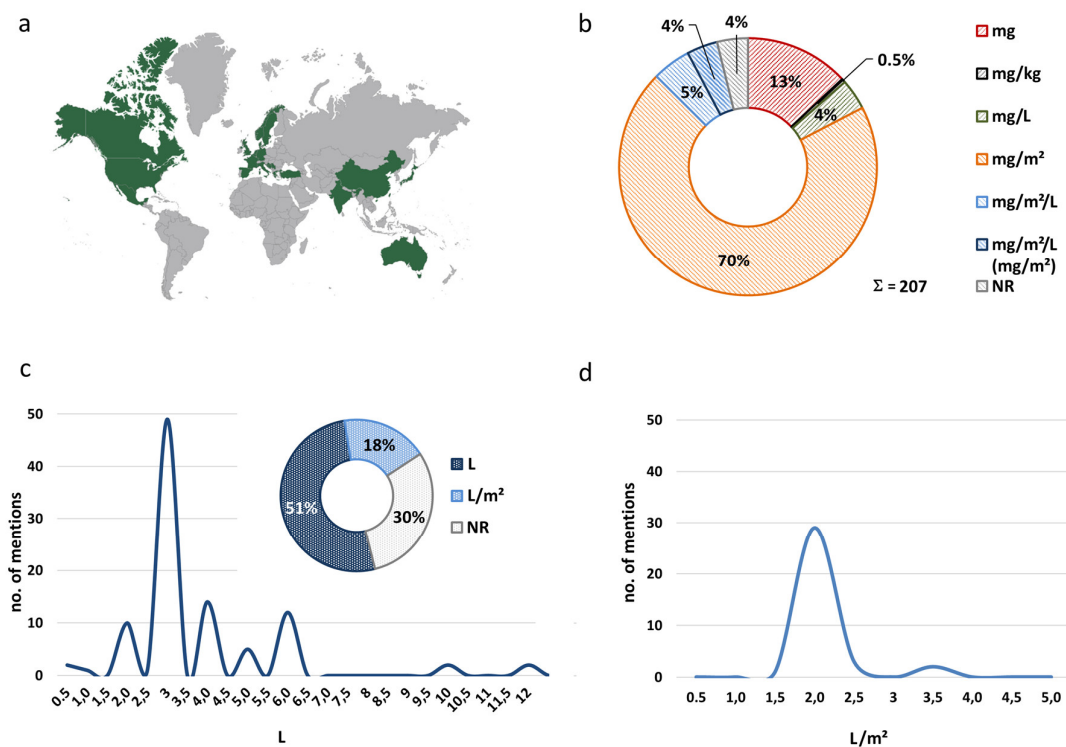 a
b
4%
4%
13%
0.5%
4%
5%
70%
Σ = 207
mg
mg/kg
mg/L
mg/m²
mg/m²/L
mg/m²/L
(mg/m²)
NR
c
no. of mentions
50
40
30
20
10
0
0.5
1,0
1,5
2,0
2,5
3
3,5
4,0
4,5
5,0
5,5
6,0
6,5
7,0
7,5
8
8,5
9
9,5
10
10,5
11
11,5
12
L
18%
51%
30%
L
L/m²
NR
d
no. of mentions
50
40
30
20
10
0
0.5
1,0
1,5
2,0
2,5
3
3,5
4,0
4,5
5,0
L/m²